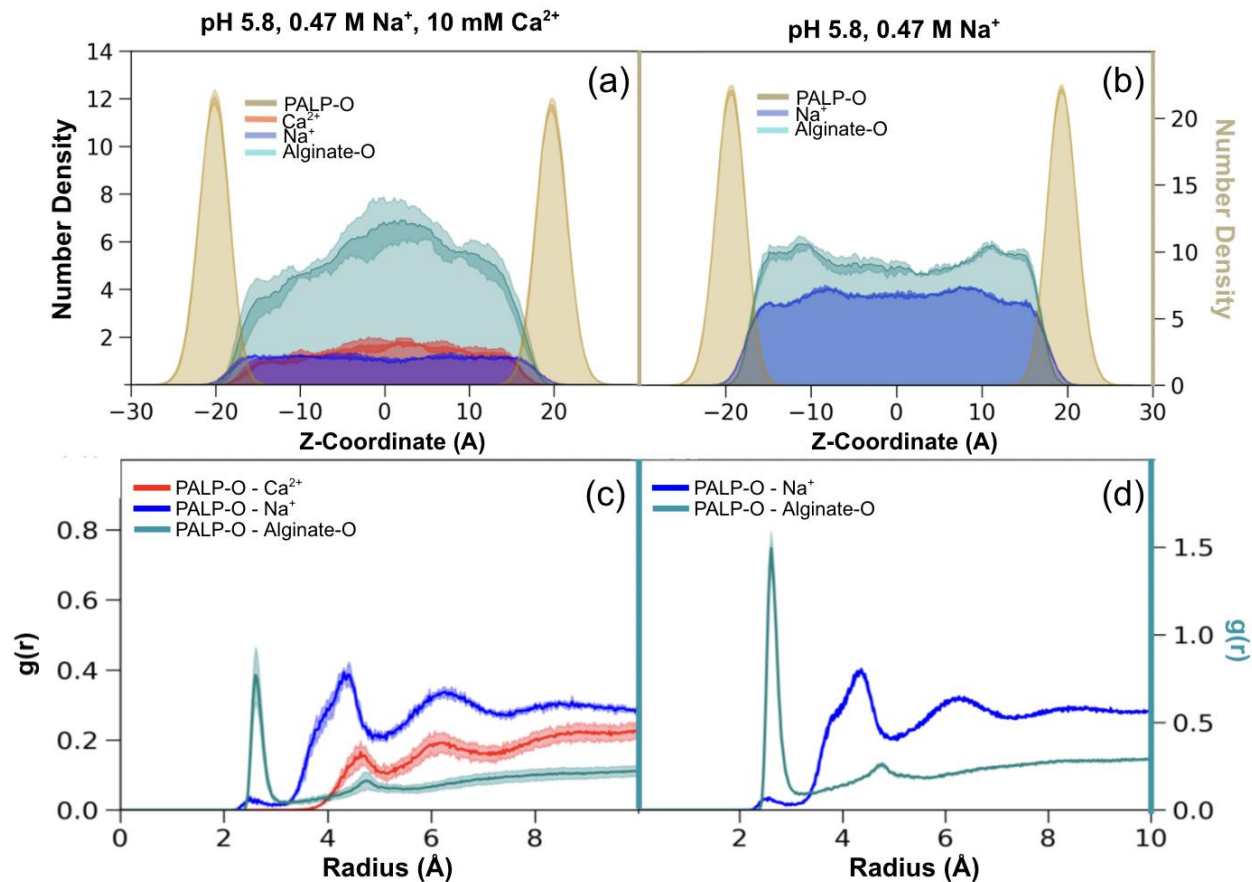 pH 5.8, 0.47 M Na⁺, 10 mM Ca²⁺
pH 5.8, 0.47 M Na⁺
(a)
14
12
10
8
6
4
2
Number Density
PALP-O
Ca²⁺
Na⁺
Alginate-O
−30 −20 −10 0 10 20
Z-Coordinate (A)
(b)
PALP-O
Na⁺
Alginate-O
20
15
10
5
0
Number Density
−20 −10 0 10 20 30
Z-Coordinate (A)
(c)
PALP-O - Ca²⁺
PALP-O - Na⁺
PALP-O - Alginate-O
0.8
0.6
0.4
0.2
0.0
g(r)
0 2 4 6 8
Radius (Å)
(d)
PALP-O - Na⁺
PALP-O - Alginate-O
1.5
1.0
0.5
0.0
g(r)
2 4 6 8 10
Radius (Å)